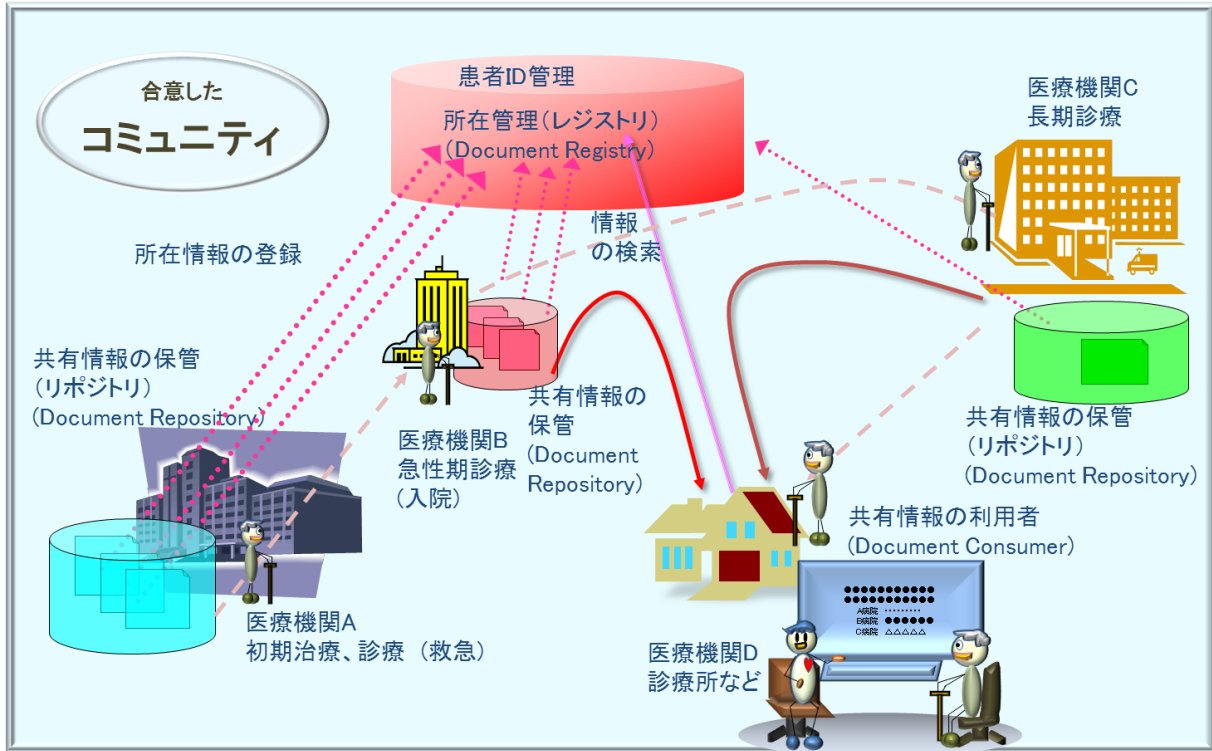 合意した
コミュニティ
患者ID管理
所在管理(レジストリ)
(Document Registry)
医療機関C
長期診療
所在情報の登録
情報
の検索
共有情報の保管
(リポジトリ)
(Document Repository)
医療機関B
急性期診療
(入院)
共有情報の
保管
(Document
Repository)
共有情報の保管
(リポジトリ)
(Document Repository)
共有情報の利用者
(Document Consumer)
医療機関A
初期治療、診療 (救急)
医療機関D
診療所など
●●●●●●●●●●
●●●●●●●●●●
A病院 ・・・・・・・・・
B病院 ●●●●●●
C病院 △△△△△